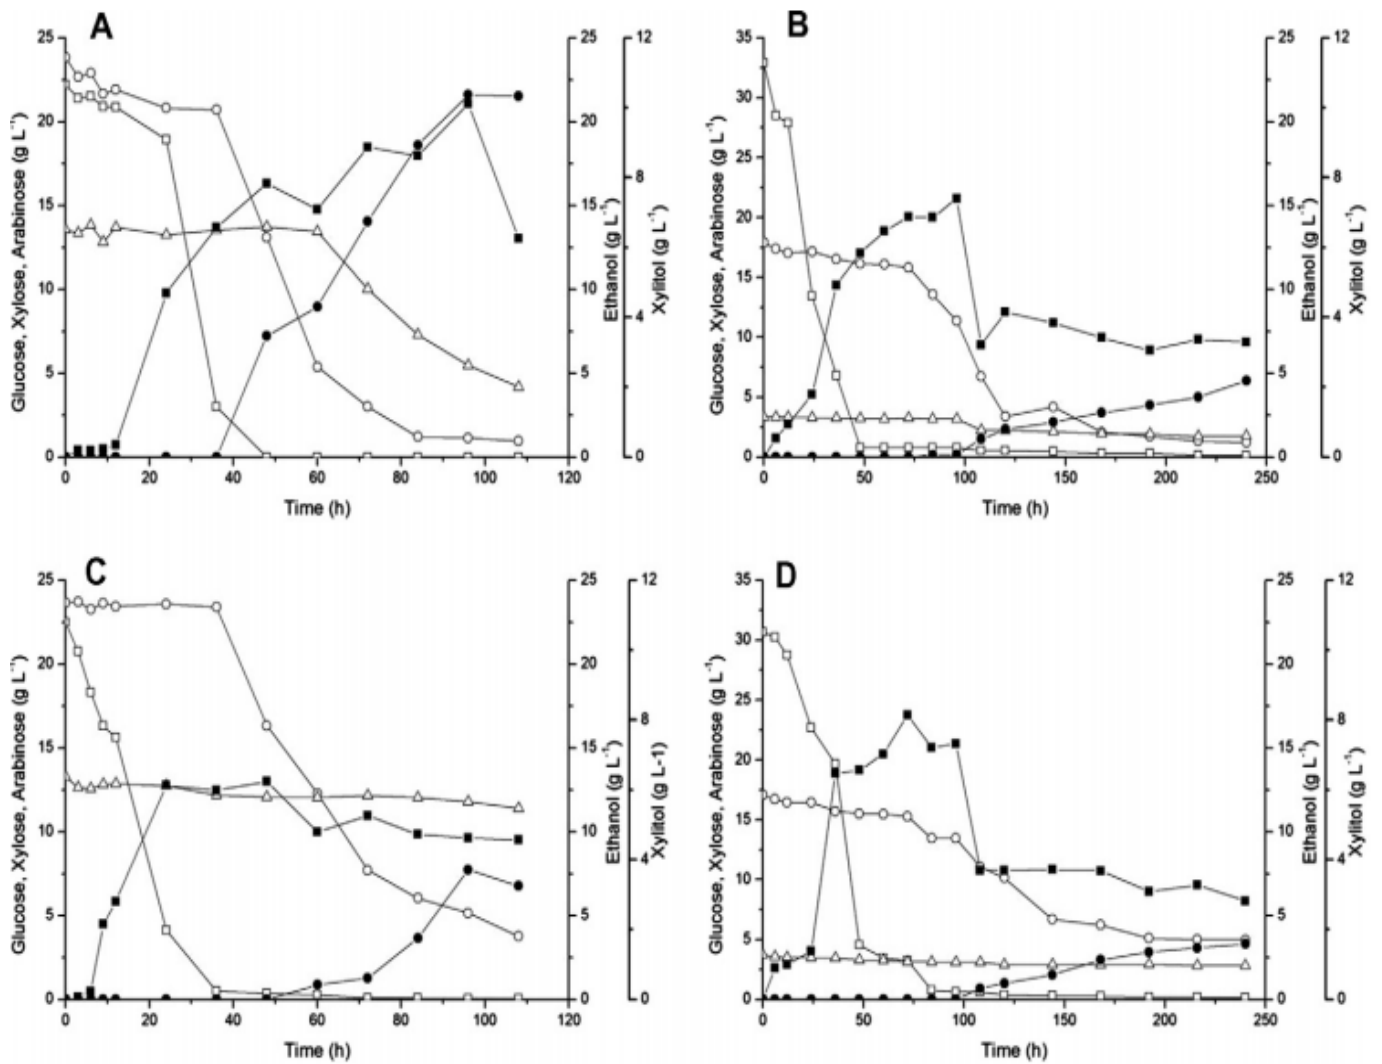 A
25
20
15
10
5
0
Glucose, Xylose, Arabinose (g L⁻¹)
0 20 40 60 80 100 120
Time (h)
25
20
15
10
5
0
Ethanol (g L⁻¹)
12
8
4
0
Xylitol (g L⁻¹)
B
35
30
25
20
15
10
5
0
Glucose, Xylose, Arabinose (g L⁻¹)
0 50 100 150 200 250
Time (h)
25
20
15
10
5
0
Ethanol (g L⁻¹)
12
8
4
0
Xylitol (g L⁻¹)
C
25
20
15
10
5
0
Glucose, Xylose, Arabinose (g L⁻¹)
0 20 40 60 80 100 120
Time (h)
25
20
15
10
5
0
Ethanol (g L⁻¹)
12
8
4
0
Xylitol (g L-1)
D
35
30
25
20
15
10
5
0
Glucose, Xylose, Arabinose (g L⁻¹)
0 50 100 150 200 250
Time (h)
25
20
15
10
5
0
Ethanol (g L⁻¹)
12
8
4
0
Xylitol (g L⁻¹)